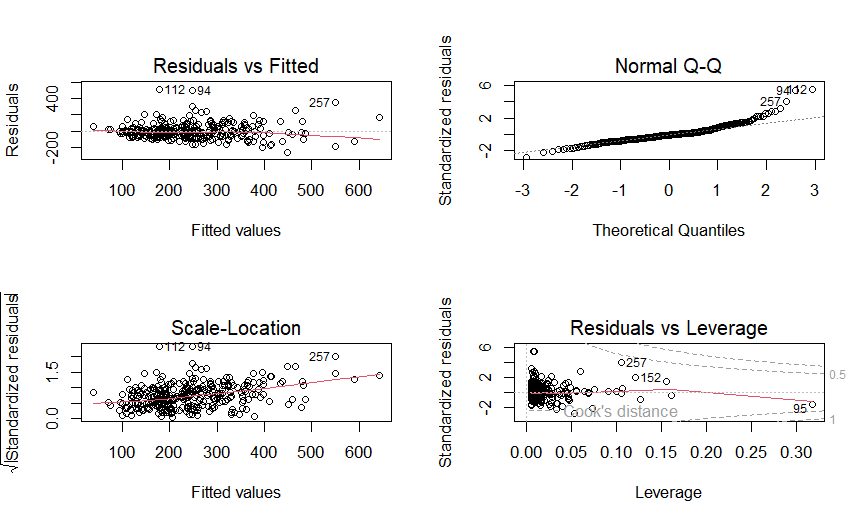 Residuals vs Fitted
Residuals
400
-200
112
94
257
100 200 300 400 500 600
Fitted values
Normal Q-Q
Standardized residuals
6
2
-2
94
112
257
-3 -2 -1 0 1 2 3
Theoretical Quantiles
Scale-Location
√|Standardized residuals|
1.5
0.0
112
94
257
100 200 300 400 500 600
Fitted values
Residuals vs Leverage
Standardized residuals
6
2
-2
257
152
95
Cook's distance
0.5
1
0.00 0.05 0.10 0.15 0.20 0.25 0.30
Leverage